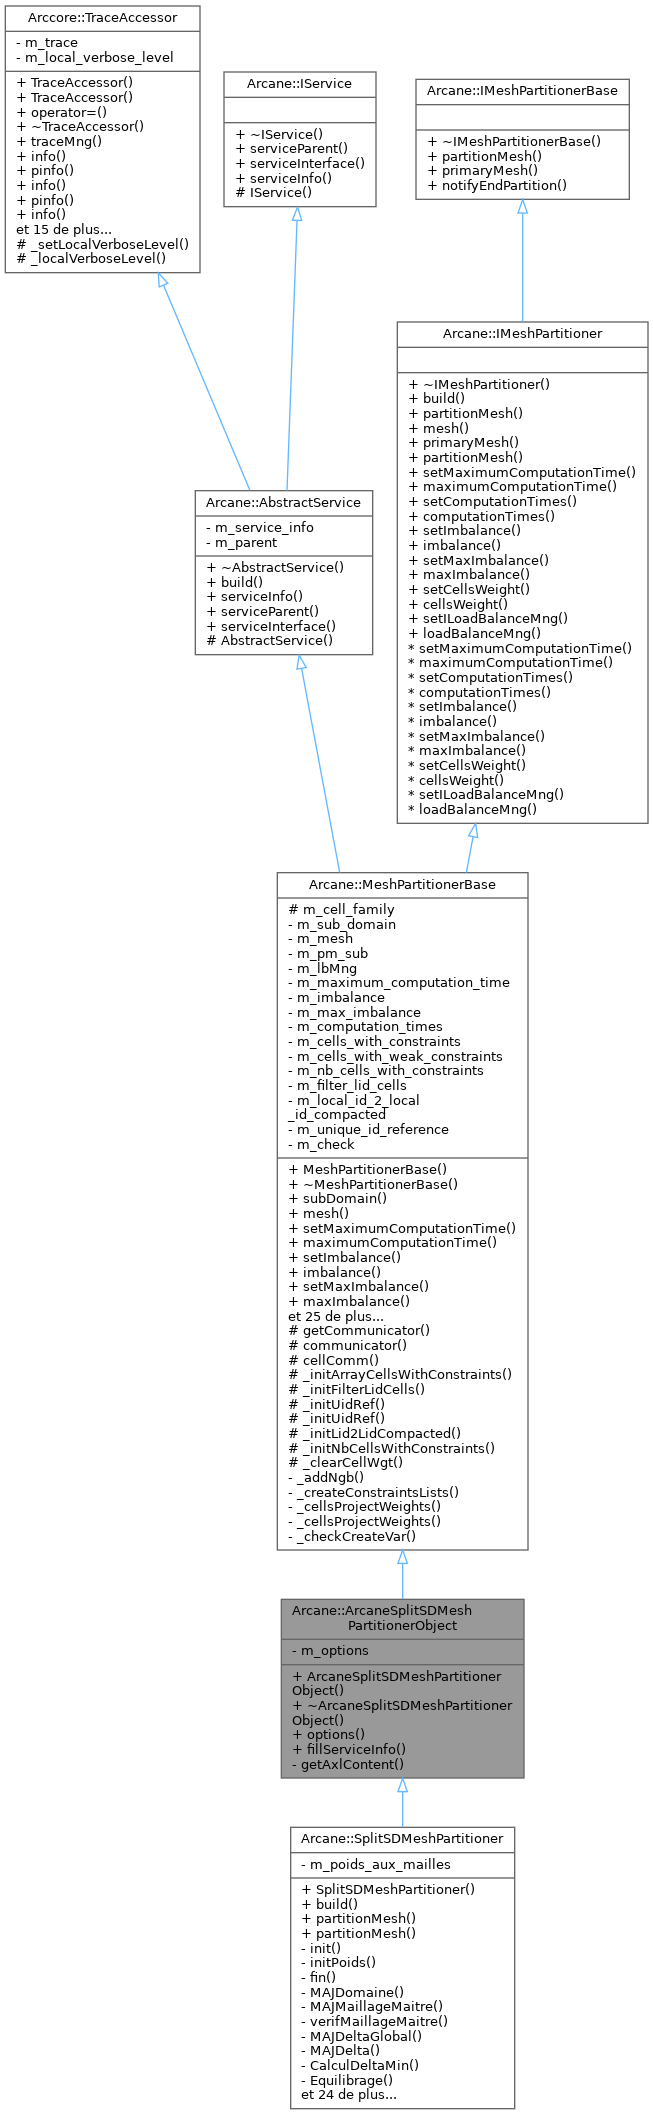 Arccore::TraceAccessor
- m_trace
- m_local_verbose_level
+ TraceAccessor()
+ TraceAccessor()
+ operator=()
+ ~TraceAccessor()
+ traceMng()
+ info()
+ pinfo()
+ info()
+ pinfo()
+ info()
et 15 de plus...
# _setLocalVerboseLevel()
# _localVerboseLevel()
Arcane::IService
+ ~IService()
+ serviceParent()
+ serviceInterface()
+ serviceInfo()
# IService()
Arcane::IMeshPartitionerBase
+ ~IMeshPartitionerBase()
+ partitionMesh()
+ primaryMesh()
+ notifyEndPartition()
Arcane::IMeshPartitioner
+ ~IMeshPartitioner()
+ build()
+ partitionMesh()
+ mesh()
+ primaryMesh()
+ partitionMesh()
+ setMaximumComputationTime()
+ maximumComputationTime()
+ setComputationTimes()
+ computationTimes()
+ setImbalance()
+ imbalance()
+ setMaxImbalance()
+ maxImbalance()
+ setCellsWeight()
+ cellsWeight()
+ setILoadBalanceMng()
+ loadBalanceMng()
* setMaximumComputationTime()
* maximumComputationTime()
* setComputationTimes()
* computationTimes()
* setImbalance()
* imbalance()
* setMaxImbalance()
* maxImbalance()
* setCellsWeight()
* cellsWeight()
* setILoadBalanceMng()
* loadBalanceMng()
Arcane::AbstractService
- m_service_info
- m_parent
+ ~AbstractService()
+ build()
+ serviceInfo()
+ serviceParent()
+ serviceInterface()
# AbstractService()
Arcane::MeshPartitionerBase
# m_cell_family
- m_sub_domain
- m_mesh
- m_pm_sub
- m_lbMng
- m_maximum_computation_time
- m_imbalance
- m_max_imbalance
- m_computation_times
- m_cells_with_constraints
- m_cells_with_weak_constraints
- m_nb_cells_with_constraints
- m_filter_lid_cells
- m_local_id_2_local
_id_compacted
- m_unique_id_reference
- m_check
+ MeshPartitionerBase()
+ ~MeshPartitionerBase()
+ subDomain()
+ mesh()
+ setMaximumComputationTime()
+ maximumComputationTime()
+ setImbalance()
+ imbalance()
+ setMaxImbalance()
+ maxImbalance()
et 25 de plus...
# getCommunicator()
# communicator()
# cellComm()
# _initArrayCellsWithConstraints()
# _initFilterLidCells()
# _initUidRef()
# _initUidRef()
# _initLid2LidCompacted()
# _initNbCellsWithConstraints()
# _clearCellWgt()
- _addNgb()
- _createConstraintsLists()
- _cellsProjectWeights()
- _cellsProjectWeights()
- _checkCreateVar()
Arcane::ArcaneSplitSDMesh
PartitionerObject
- m_options
+ ArcaneSplitSDMeshPartitioner
Object()
+ ~ArcaneSplitSDMeshPartitioner
Object()
+ options()
+ fillServiceInfo()
- getAxlContent()
Arcane::SplitSDMeshPartitioner
- m_poids_aux_mailles
+ SplitSDMeshPartitioner()
+ build()
+ partitionMesh()
+ partitionMesh()
- init()
- initPoids()
- fin()
- MAJDomaine()
- MAJMaillageMaitre()
- verifMaillageMaitre()
- MAJDeltaGlobal()
- MAJDelta()
- CalculDeltaMin()
- Equilibrage()
et 24 de plus...